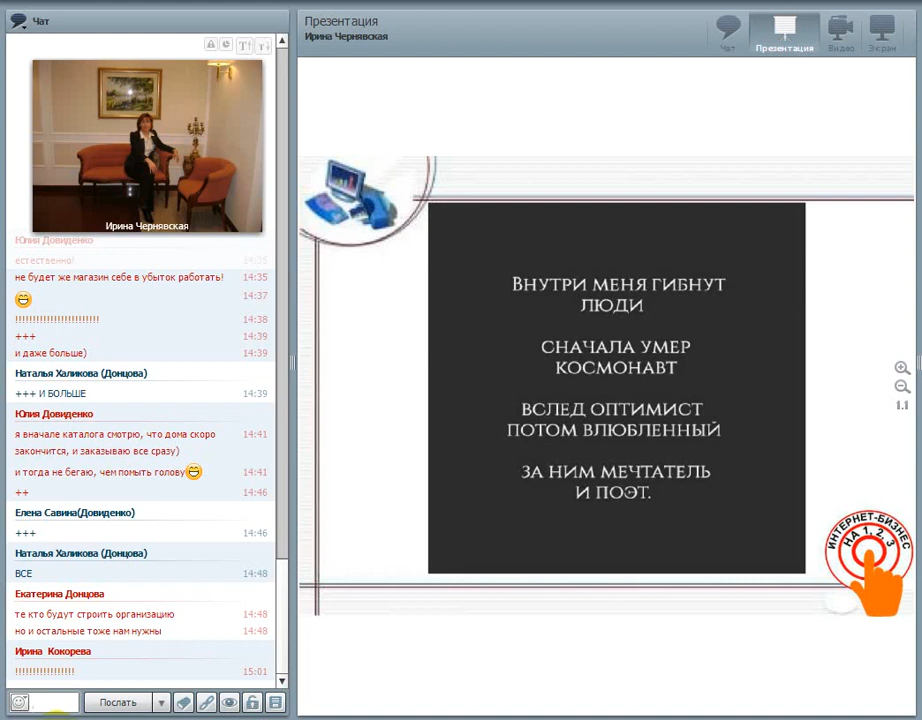 Чат
Ирина Чернявская
Юлия Довиденко
естественно! 14:35
не будет же магазин себе в убыток работать! 14:35
14:37
!!!!!!!!!!!!!!!!!!!!!!!! 14:38
+++ 14:39
и даже больше) 14:39
Наталья Халикова (Донцова)
+++ И БОЛЬШЕ 14:39
Юлия Довиденко
я вначале каталога смотрю, что дома скоро 14:41
закончится, и заказываю все сразу)
и тогда не бегаю, чем помыть голову 14:41
++ 14:46
Елена Савина(Довиденко)
+++ 14:46
Наталья Халикова (Донцова)
ВСЕ 14:48
Екатерина Донцова
те кто будут строить организацию 14:48
но и остальные тоже нам нужны 14:48
Ирина Кокорева
!!!!!!!!!!!!!!!!! 15:01
Послать
Презентация
Ирина Чернявская
Чат
Презентация
Видео
Экран
Внутри меня гибнут
люди
сначала умер
космонавт
вслед оптимист
потом влюбленный
за ним мечтатель
и поэт.
1.1
ИНТЕРНЕТ-БИЗНЕС
НА 1, 2, 3